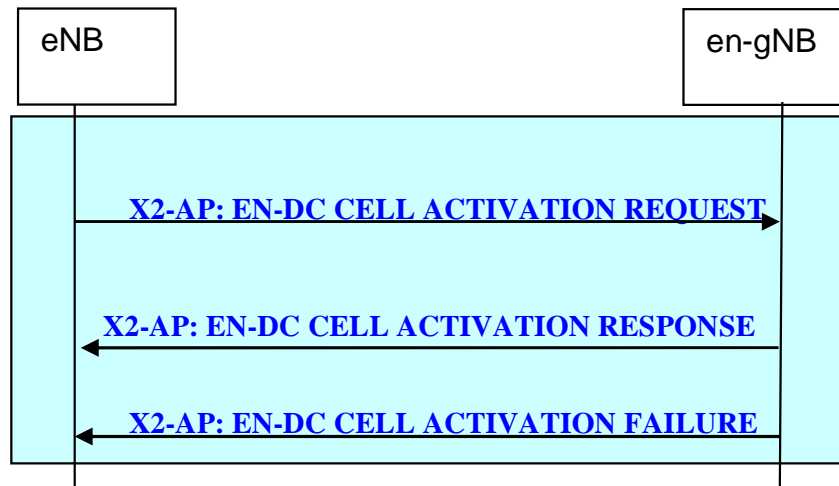 eNB
en-gNB
X2-AP: EN-DC CELL ACTIVATION REQUEST
X2-AP: EN-DC CELL ACTIVATION RESPONSE
X2-AP: EN-DC CELL ACTIVATION FAILURE